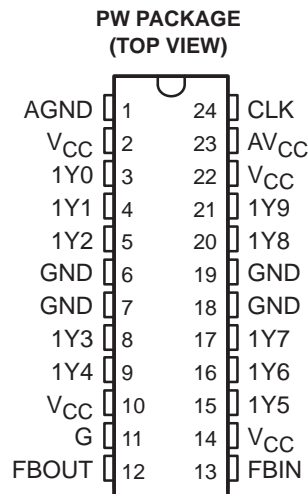 PW PACKAGE
(TOP VIEW)
AGND 1 24 CLK
VCC 2 23 AVCC
1Y0 3 22 VCC
1Y1 4 21 1Y9
1Y2 5 20 1Y8
GND 6 19 GND
GND 7 18 GND
1Y3 8 17 1Y7
1Y4 9 16 1Y6
VCC 10 15 1Y5
G 11 14 VCC
FBOUT 12 13 FBIN